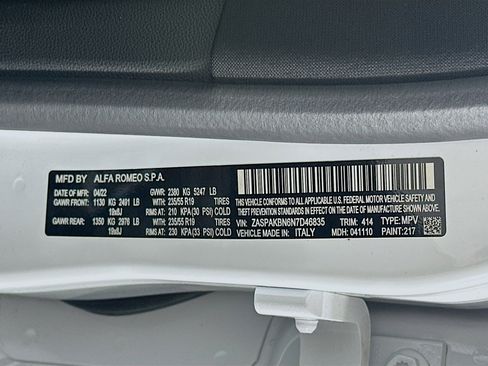 MFD BY ALFA ROMEO S.P.A.
DATE OF MFR: 04/22 GVWR: 2380 KG 5247 LB
GAWR FRONT: 1130 KG 2491 LB 235/55 R19 TIRES
19x8J RIMS AT: 210 KPA(30 PSI) COLD
GAWR REAR: 1350 KG 2976 LB 235/55 R19 TIRES
19x8J RIMS AT: 230 KPA(33 PSI) COLD
THIS VEHICLE CONFORMS TO ALL APPLICABLE U.S. FEDERAL MOTOR VEHICLE
SAFETY, BUMPER, AND THEFT PREVENTION STANDARDS IN EFFECT ON THE DATE OF MANUFACTURE SHOWN ABOVE.
VIN: ZASPAKBN6N7D46835 TRIM: 414 TYPE: MPV
VEHICLE MADE IN: ITALY MDH: 041110 PAINT: 217